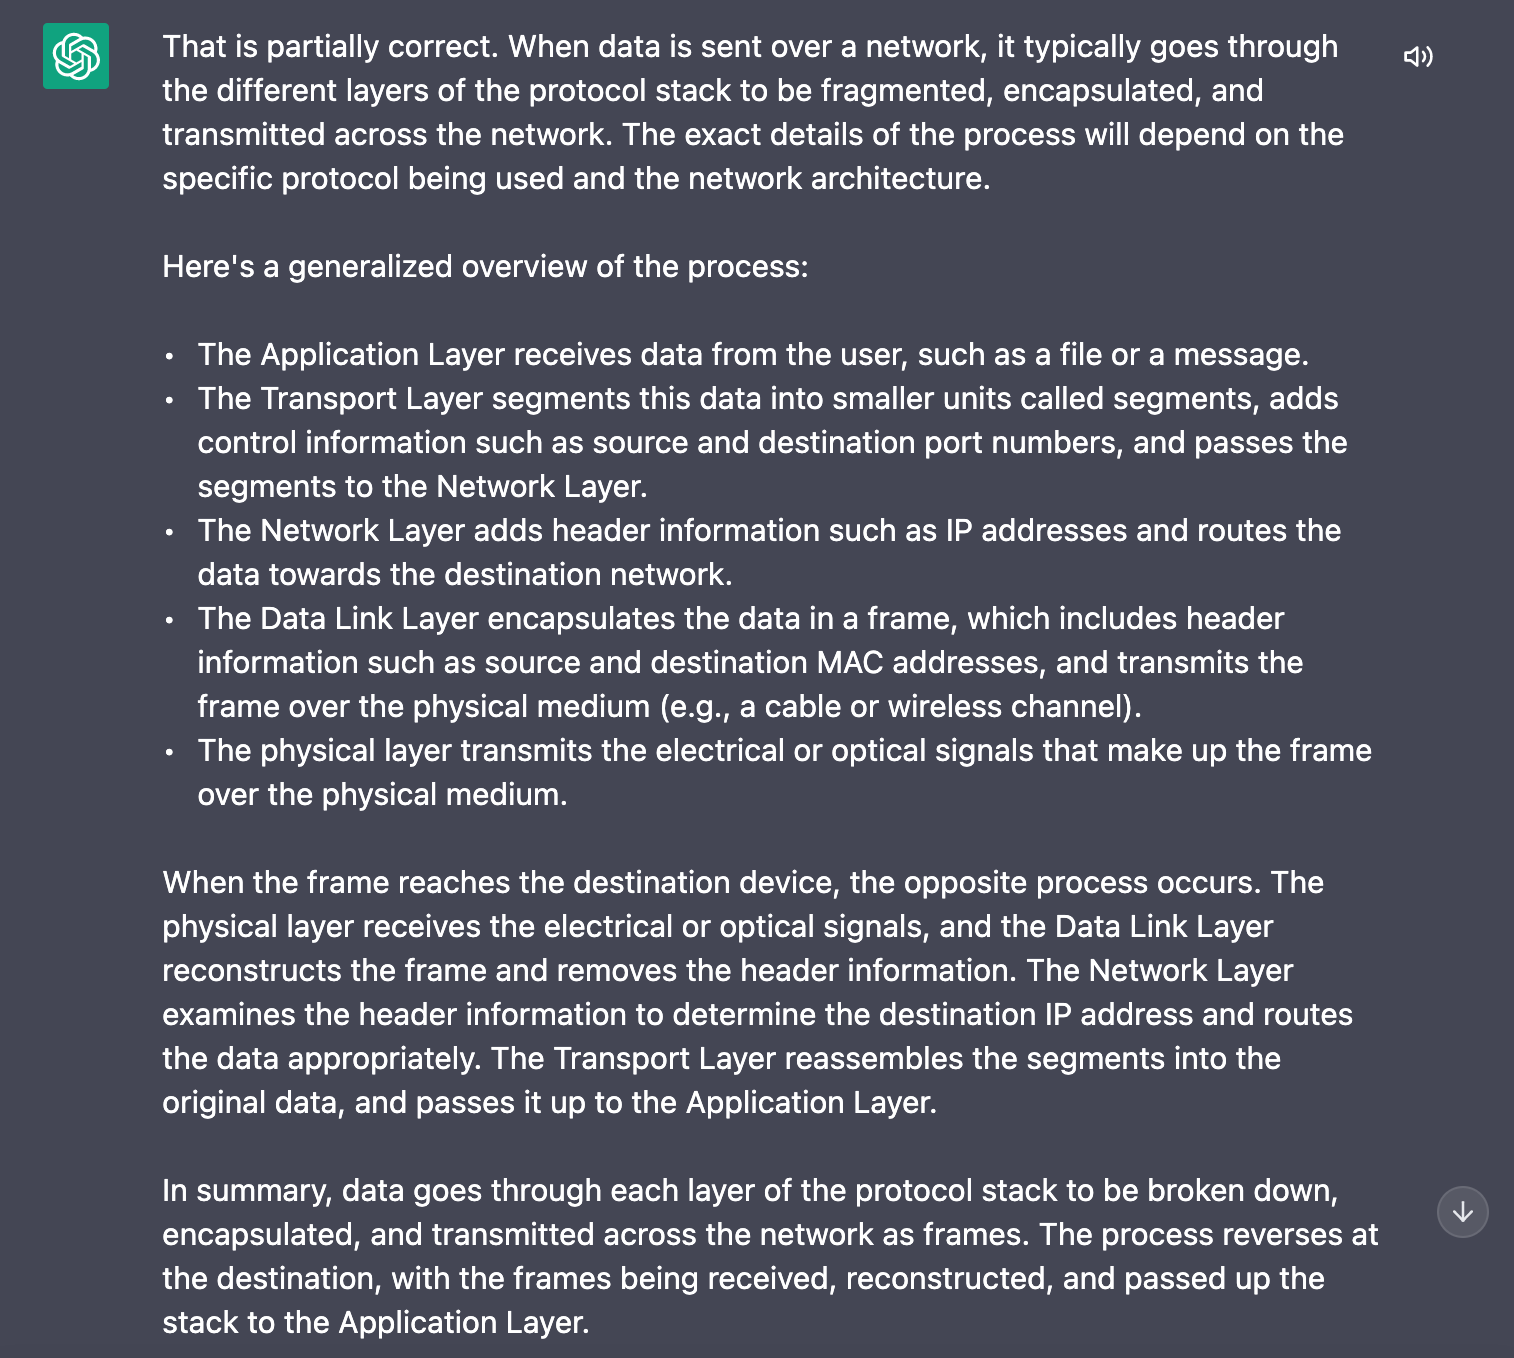 That is partially correct. When data is sent over a network, it typically goes through
the different layers of the protocol stack to be fragmented, encapsulated, and
transmitted across the network. The exact details of the process will depend on the
specific protocol being used and the network architecture.
Here's a generalized overview of the process:
• The Application Layer receives data from the user, such as a file or a message.
• The Transport Layer segments this data into smaller units called segments, adds
control information such as source and destination port numbers, and passes the
segments to the Network Layer.
• The Network Layer adds header information such as IP addresses and routes the
data towards the destination network.
• The Data Link Layer encapsulates the data in a frame, which includes header
information such as source and destination MAC addresses, and transmits the
frame over the physical medium (e.g., a cable or wireless channel).
• The physical layer transmits the electrical or optical signals that make up the frame
over the physical medium.
When the frame reaches the destination device, the opposite process occurs. The
physical layer receives the electrical or optical signals, and the Data Link Layer
reconstructs the frame and removes the header information. The Network Layer
examines the header information to determine the destination IP address and routes
the data appropriately. The Transport Layer reassembles the segments into the
original data, and passes it up to the Application Layer.
In summary, data goes through each layer of the protocol stack to be broken down,
encapsulated, and transmitted across the network as frames. The process reverses at
the destination, with the frames being received, reconstructed, and passed up the
stack to the Application Layer.